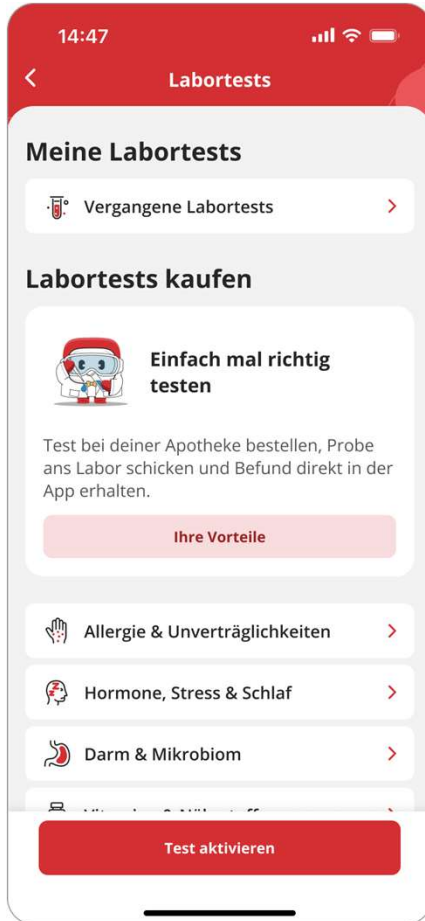 14:47
Labortests
Meine Labortests
Vergangene Labortests
Labortests kaufen
Einfach mal richtig
testen
Test bei deiner Apotheke bestellen, Probe
ans Labor schicken und Befund direkt in der
App erhalten.
Ihre Vorteile
Allergie & Unverträglichkeiten
Hormone, Stress & Schlaf
Darm & Mikrobiom
Test aktivieren